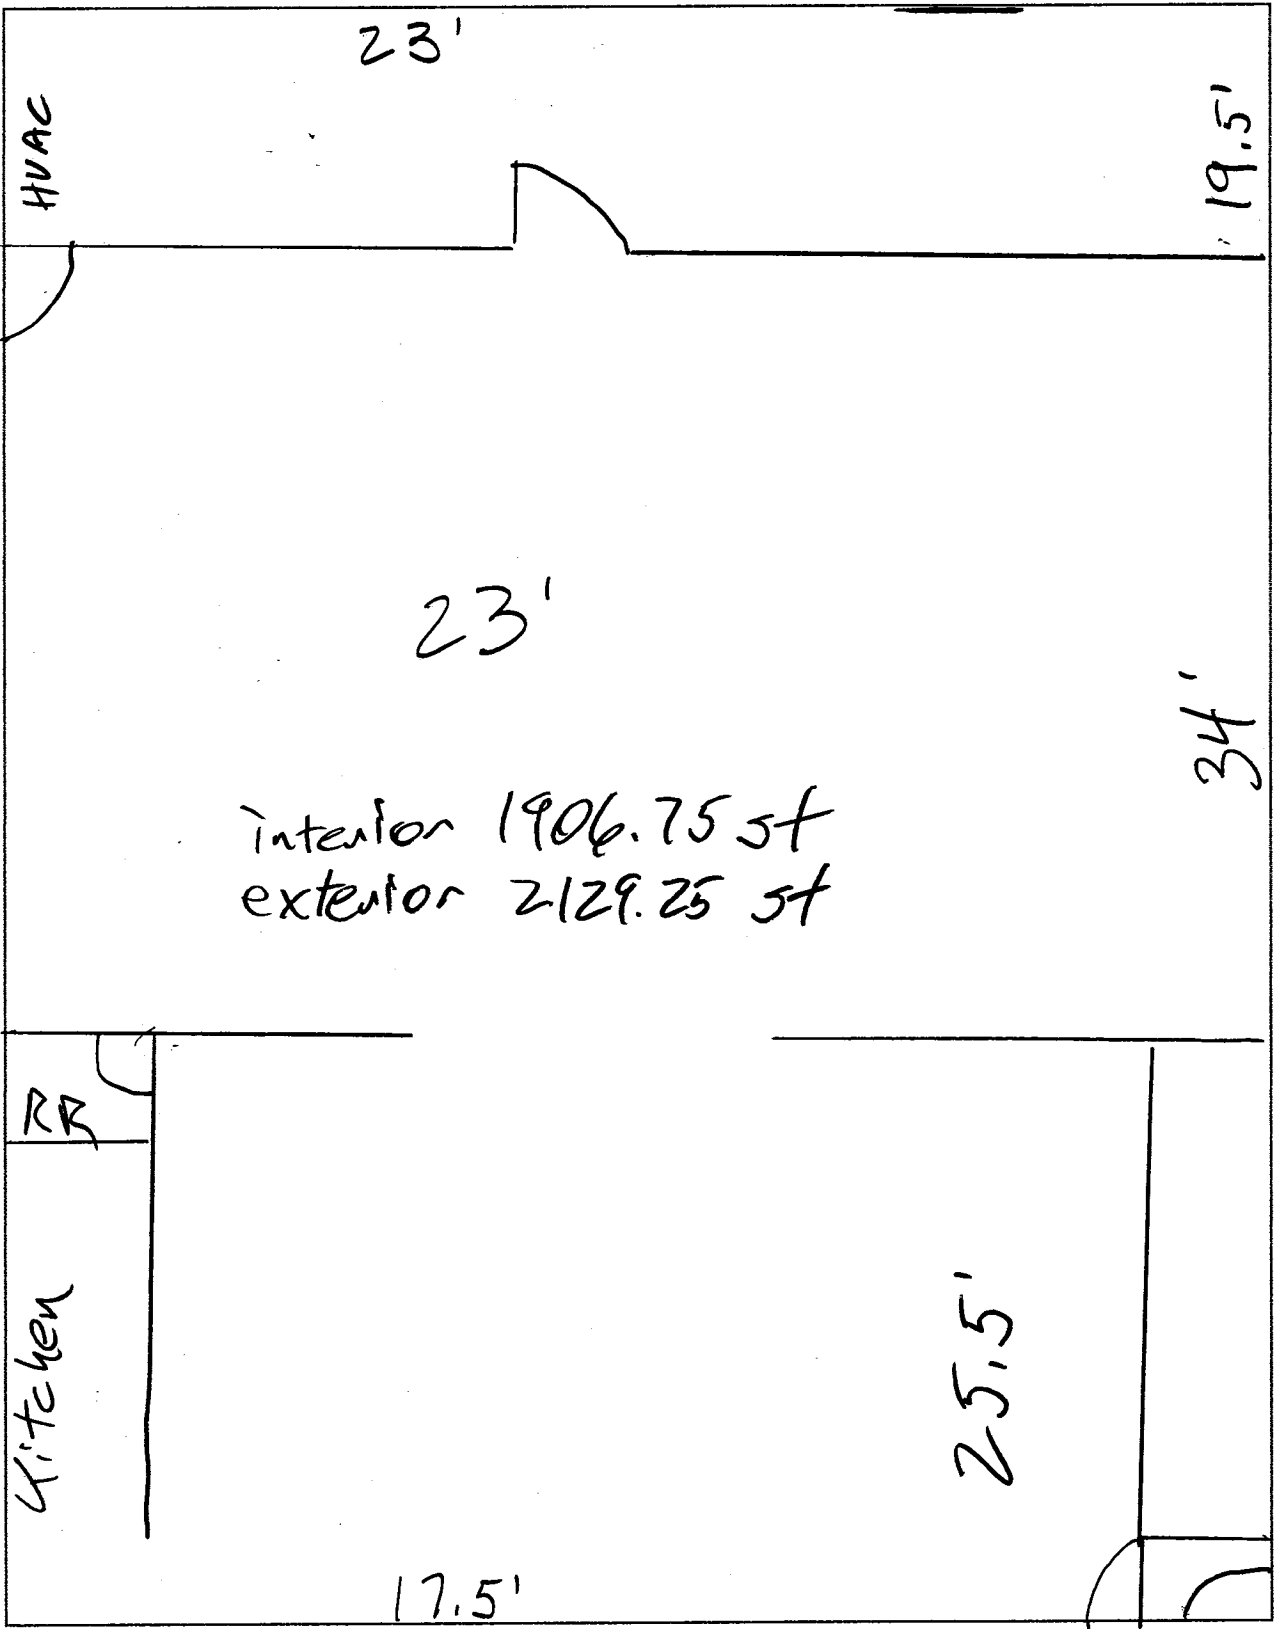 23'
HVAC
19.5'
23'
34'
interior 1906.75 sf
exterior 2129.25 sf
RR
Kitchen
25.5'
17.5'